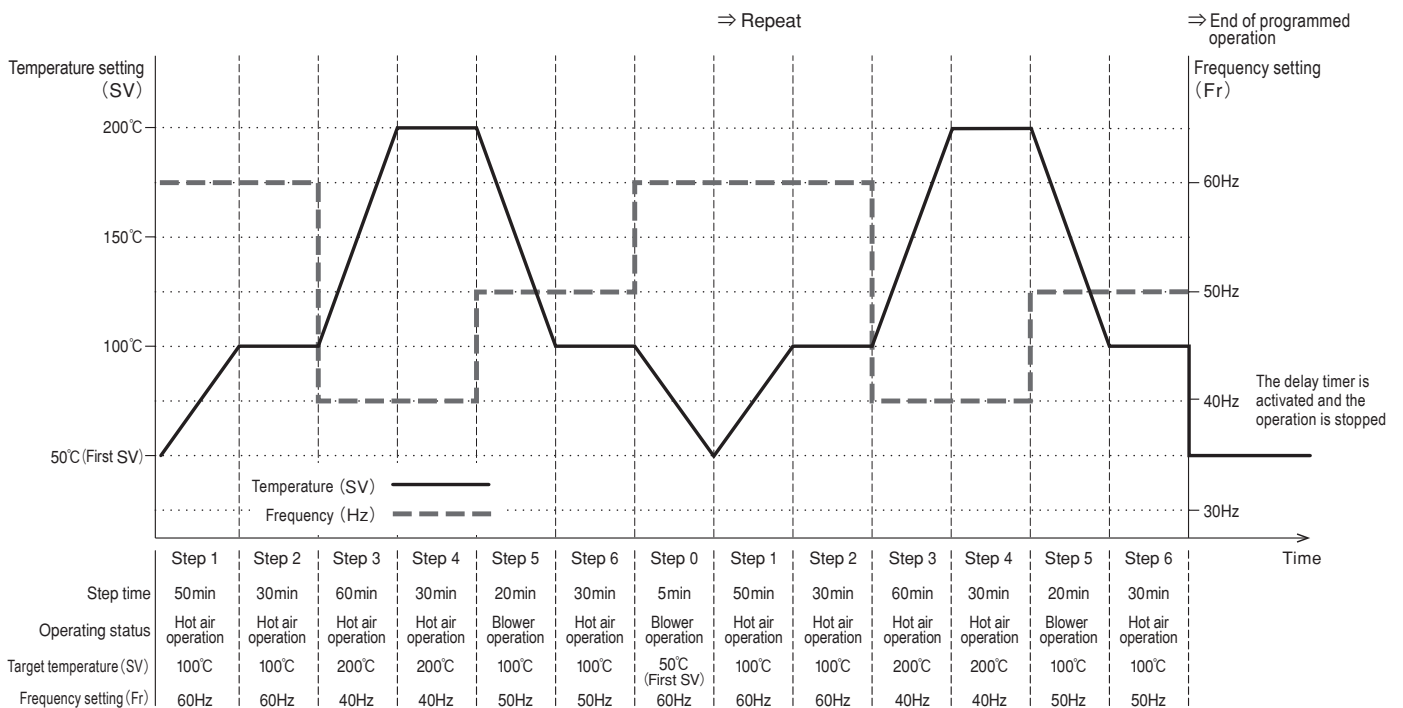 ⇒ Repeat
⇒ End of programmed
operation
Temperature setting
（SV）
Frequency setting
（Fr）
200℃
150℃
100℃
50℃(First SV)
60Hz
50Hz
40Hz
30Hz
The delay timer is
activated and the
operation is stopped
Temperature（SV）
Frequency（Hz）
Time
Step 1 Step 2 Step 3 Step 4 Step 5 Step 6 Step 0 Step 1 Step 2 Step 3 Step 4 Step 5 Step 6
Step time 50min 30min 60min 30min 20min 30min 5min 50min 30min 60min 30min 20min 30min
Operating status Hot air operation Hot air operation Hot air operation Hot air operation Blower operation Hot air operation Blower operation Hot air operation Hot air operation Hot air operation Hot air operation Blower operation Hot air operation
Target temperature(SV) 100℃ 100℃ 200℃ 200℃ 100℃ 100℃ 50℃ (First SV) 100℃ 100℃ 200℃ 200℃ 100℃ 100℃
Frequency setting(Fr) 60Hz 60Hz 40Hz 40Hz 50Hz 50Hz 60Hz 60Hz 60Hz 40Hz 40Hz 50Hz 50Hz